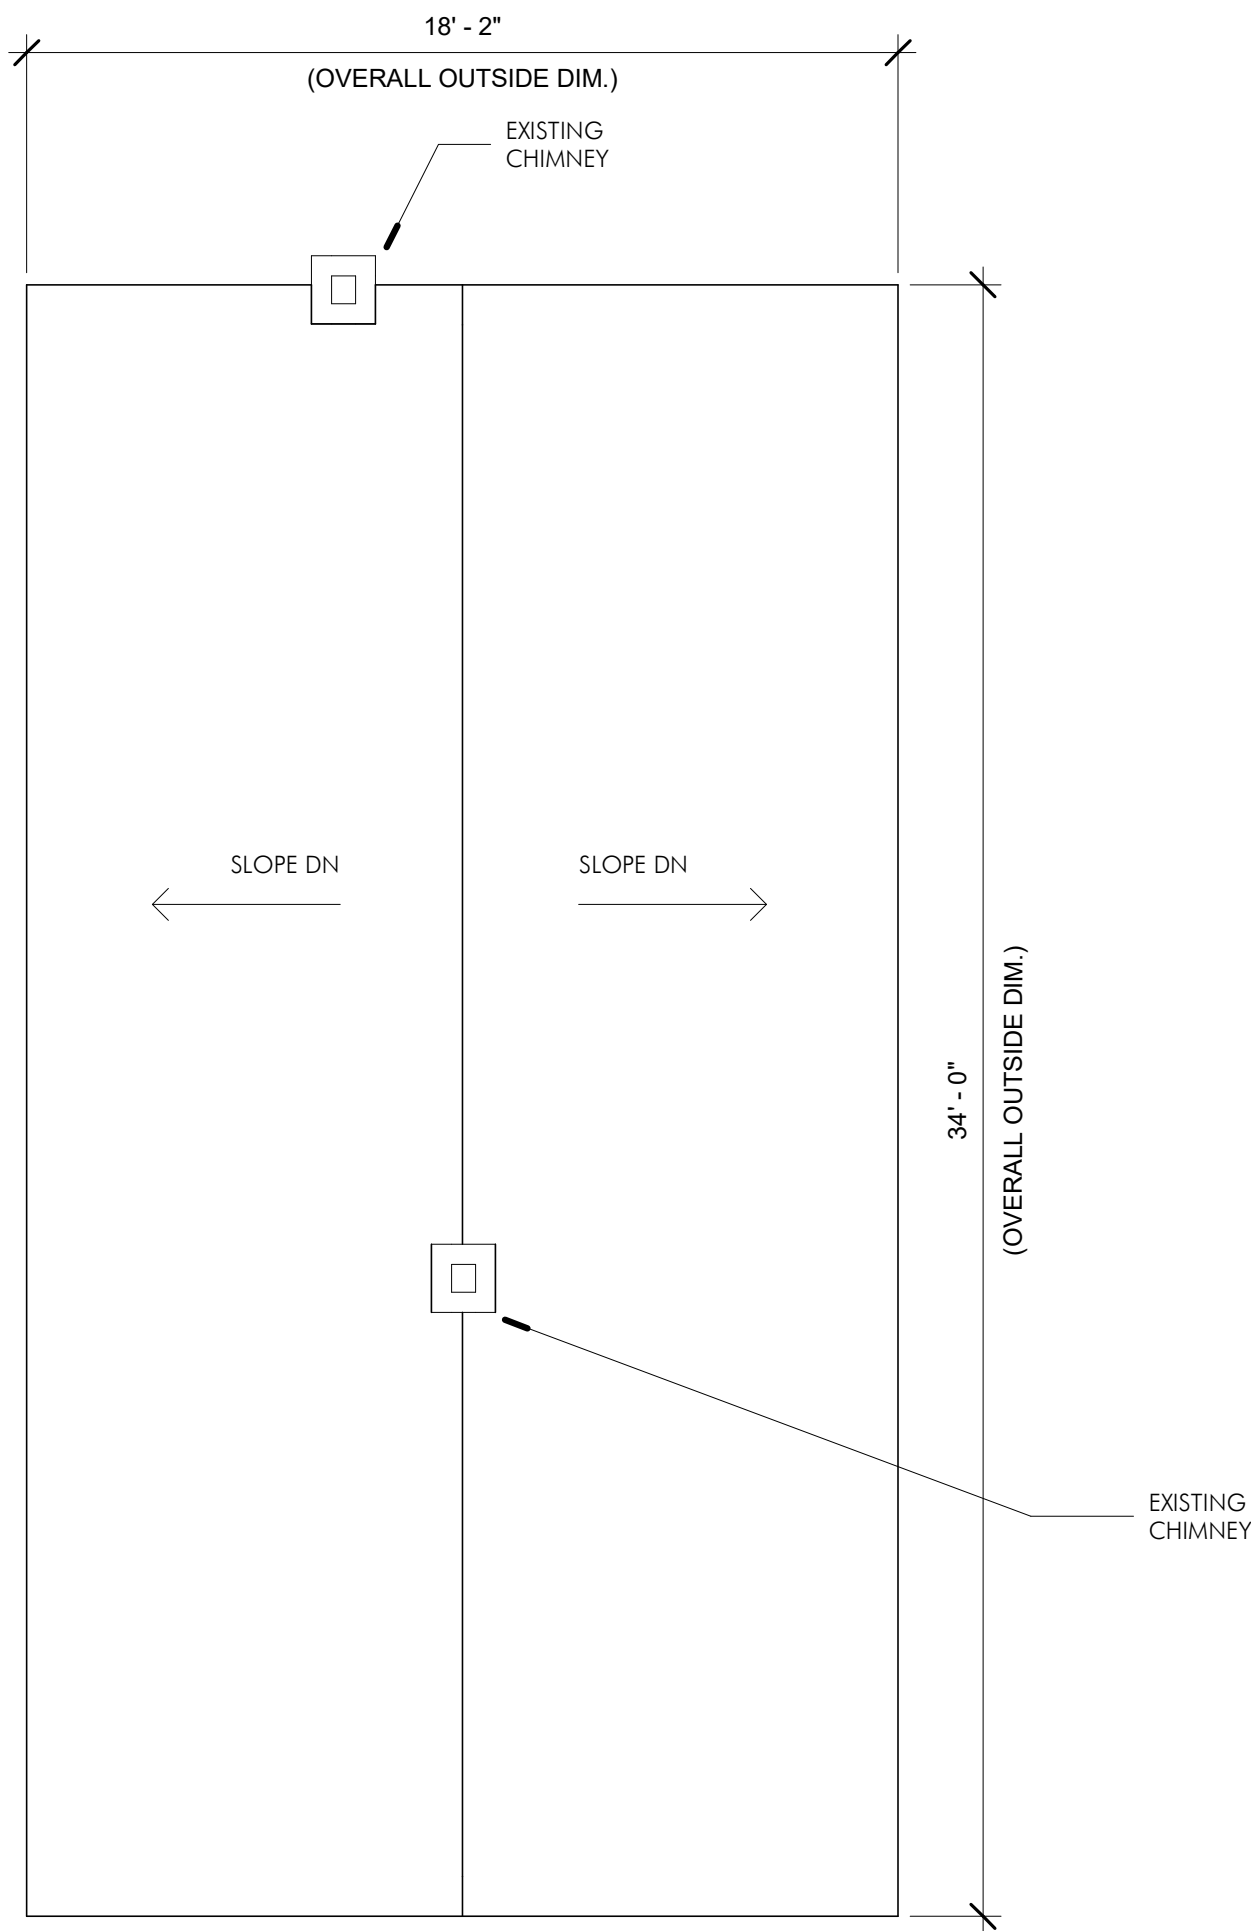 18' - 2"
(OVERALL OUTSIDE DIM.)
EXISTING
CHIMNEY
SLOPE DN
SLOPE DN
34' - 0"
(OVERALL OUTSIDE DIM.)
EXISTING
CHIMNEY